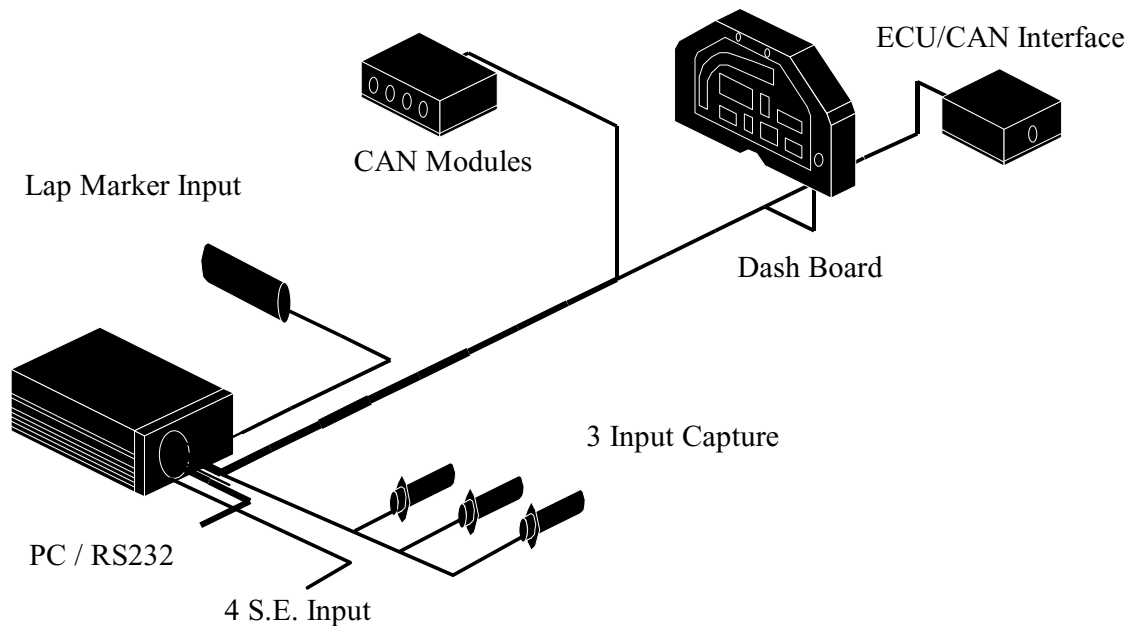 ECU/CAN Interface
CAN Modules
Lap Marker Input
Dash Board
3 Input Capture
PC / RS232
4 S.E. Input